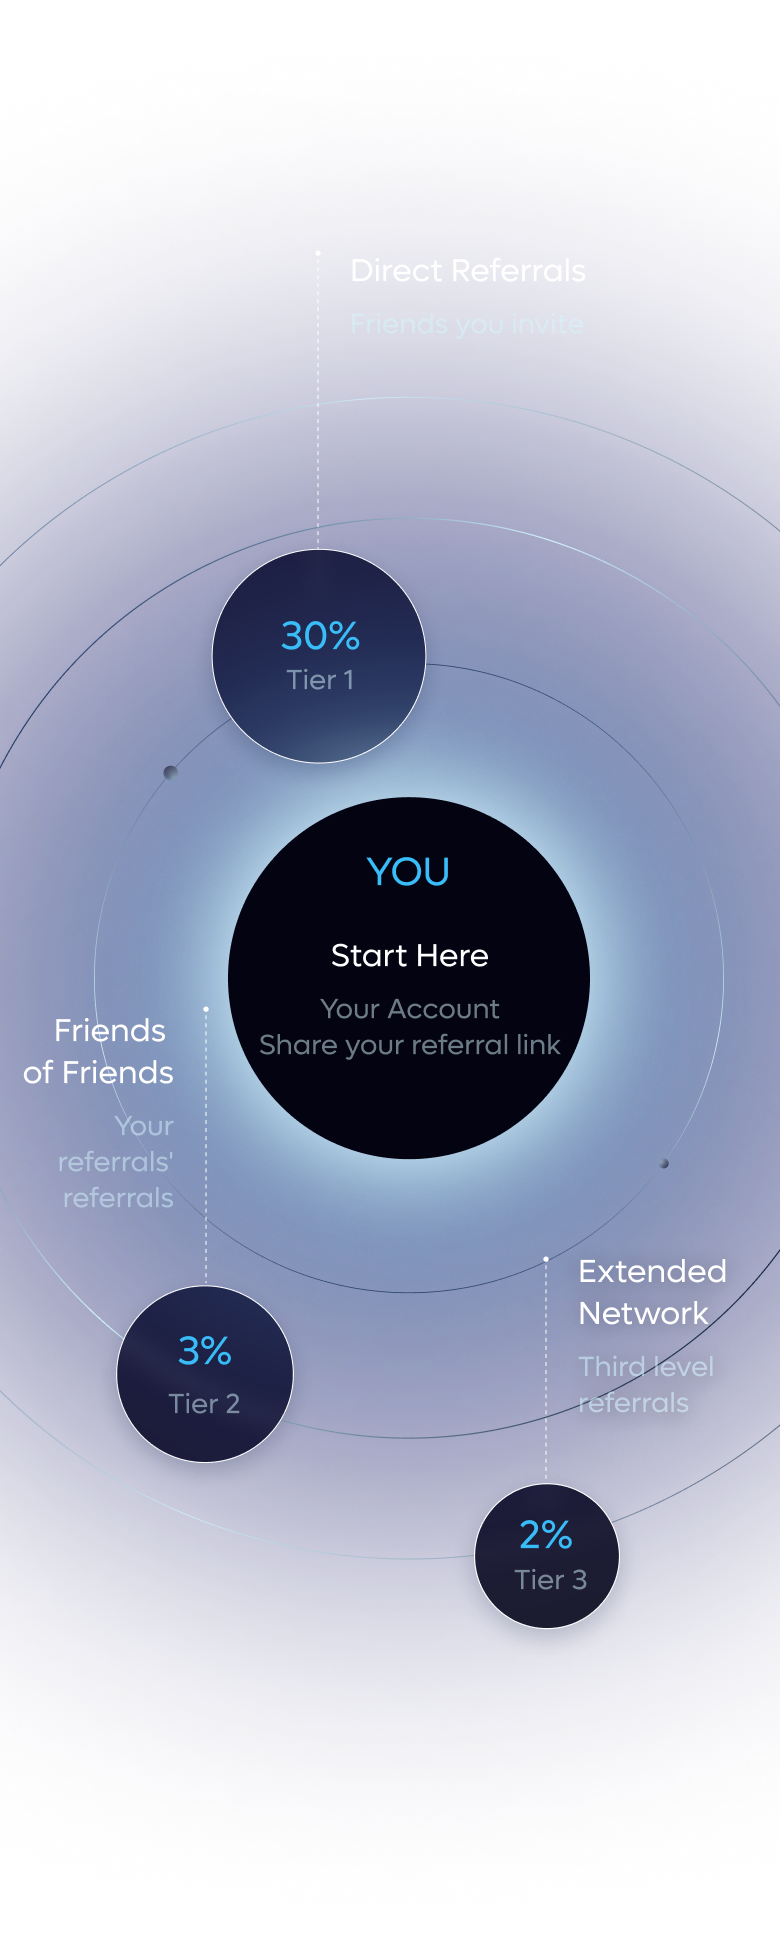 Direct Referrals
Friends you invite
30%
Tier 1
YOU
Start Here
Your Account
Share your referral link
Friends
of Friends
Your
referrals'
referrals
3%
Tier 2
Extended
Network
Third level
referrals
2%
Tier 3